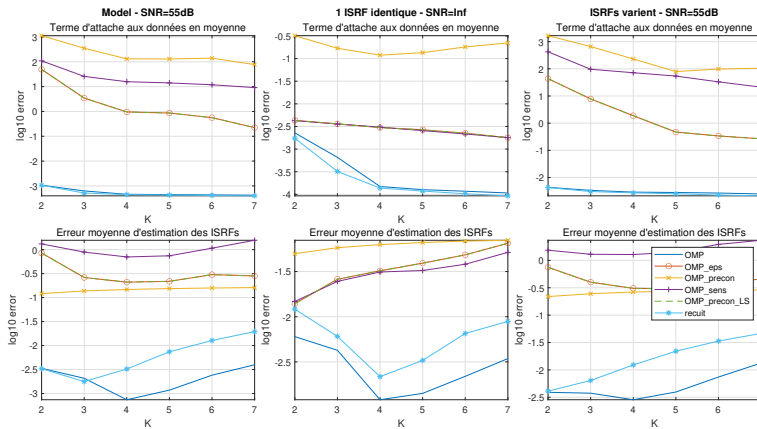 Model - SNR=55dB
Terme d'attache aux données en moyenne
log10 error
3
2
1
0
-1
-2
-3
2 3 4 5 6 7
K
1 ISRF identique - SNR=Inf
Terme d'attache aux données en moyenne
log10 error
-0.5
-1
-1.5
-2
-2.5
-3
-3.5
-4
2 3 4 5 6 7
K
ISRFs varient - SNR=55dB
Terme d'attache aux données en moyenne
log10 error
3
2
1
0
-1
-2
2 3 4 5 6
K
Erreur moyenne d'estimation des ISRFs
log10 error
0
-0.5
-1
-1.5
-2
-2.5
-3
2 3 4 5 6 7
K
Erreur moyenne d'estimation des ISRFs
log10 error
-1.5
-2
-2.5
2 3 4 5 6 7
K
Erreur moyenne d'estimation des ISRFs
log10 error
0.5
0
-0.5
-1
-1.5
-2
-2.5
2 3 4 5 6
K
OMP
OMP_eps
OMP_precon
OMP_sens
OMP_precon_LS
recuit